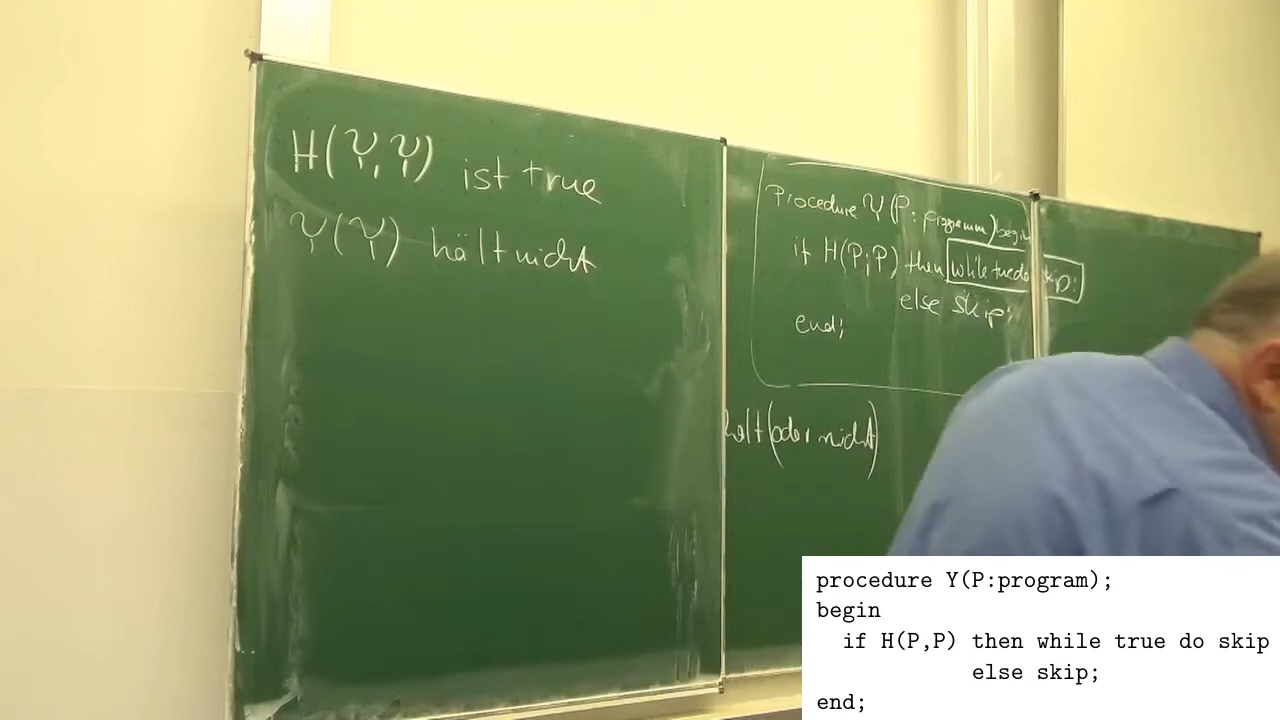 H(Y,Y) ist true
Y(Y) hält nicht
Procedure Y(P: programm) begin
if H(P,P) then while true do skip;
else skip;
end;
hält (oder nicht)
procedure Y(P:program);
begin
if H(P,P) then while true do skip
else skip;
end;